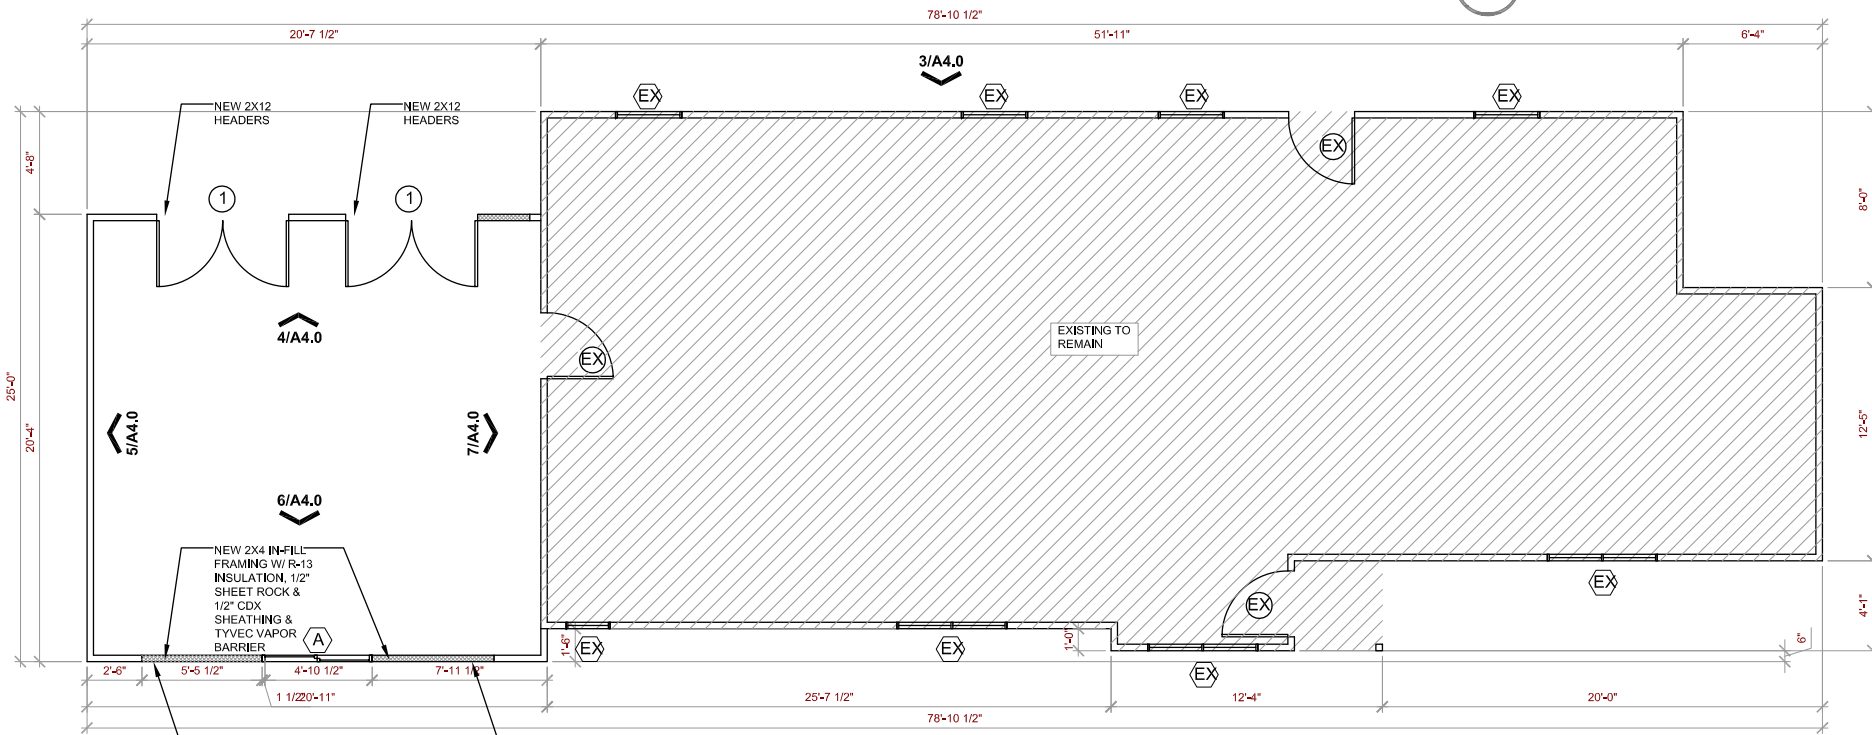 78'-10 1/2"
20'-7 1/2"
51'-11"
6'-4"
3/A4.0
EX
EX
EX
EX
NEW 2X12
HEADERS
NEW 2X12
HEADERS
4'-8"
EX
1
1
8'-0"
4/A4.0
EXISTING TO
REMAIN
EX
25'-0"
20'-4"
5/A4.0
7/A4.0
12'-5"
6/A4.0
NEW 2X4 IN-FILL
FRAMING W/ R-13
INSULATION, 1/2"
SHEET ROCK &
1/2" CDX
SHEATHING &
TYVEC VAPOR
BARRIER
A
EX
EX
4'-1"
1'-6"
EX
EX
1'-0"
6"
EX
2'-6"
5'-5 1/2"
4'-10 1/2"
7'-11 1/2"
1 1/2"
20'-11"
25'-7 1/2"
12'-4"
20'-0"
78'-10 1/2"